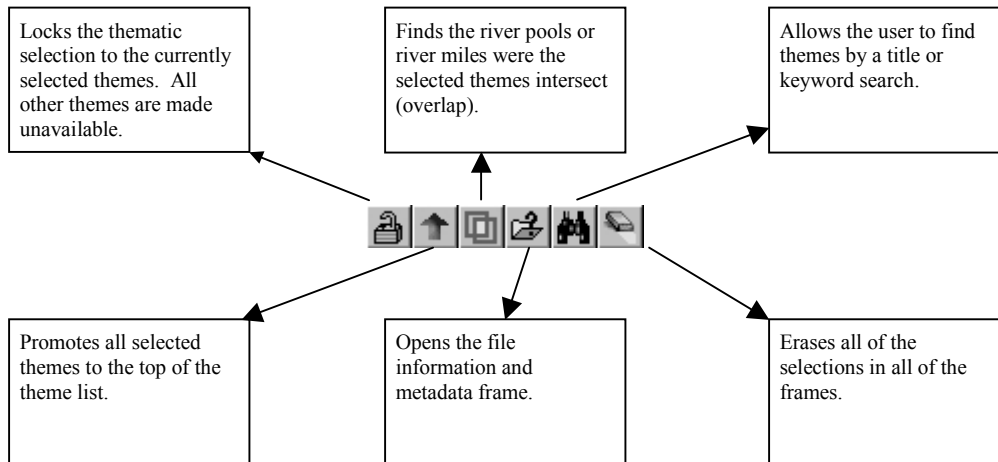 Locks the thematic
selection to the currently
selected themes.  All
other themes are made
unavailable.
Finds the river pools or
river miles were the
selected themes intersect
(overlap).
Allows the user to find
themes by a title or
keyword search.
Promotes all selected
themes to the top of the
theme list.
Opens the file
information and
metadata frame.
Erases all of the
selections in all of the
frames.